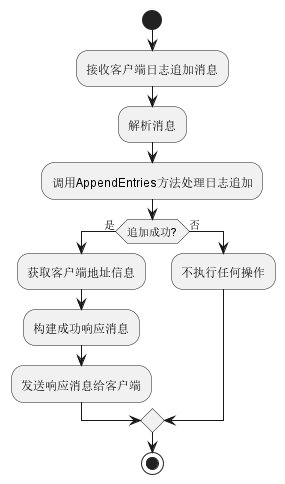 接收客户端日志追加消息
解析消息
调用AppendEntries方法处理日志追加
追加成功?
是
否
获取客户端地址信息
不执行任何操作
构建成功响应消息
发送响应消息给客户端